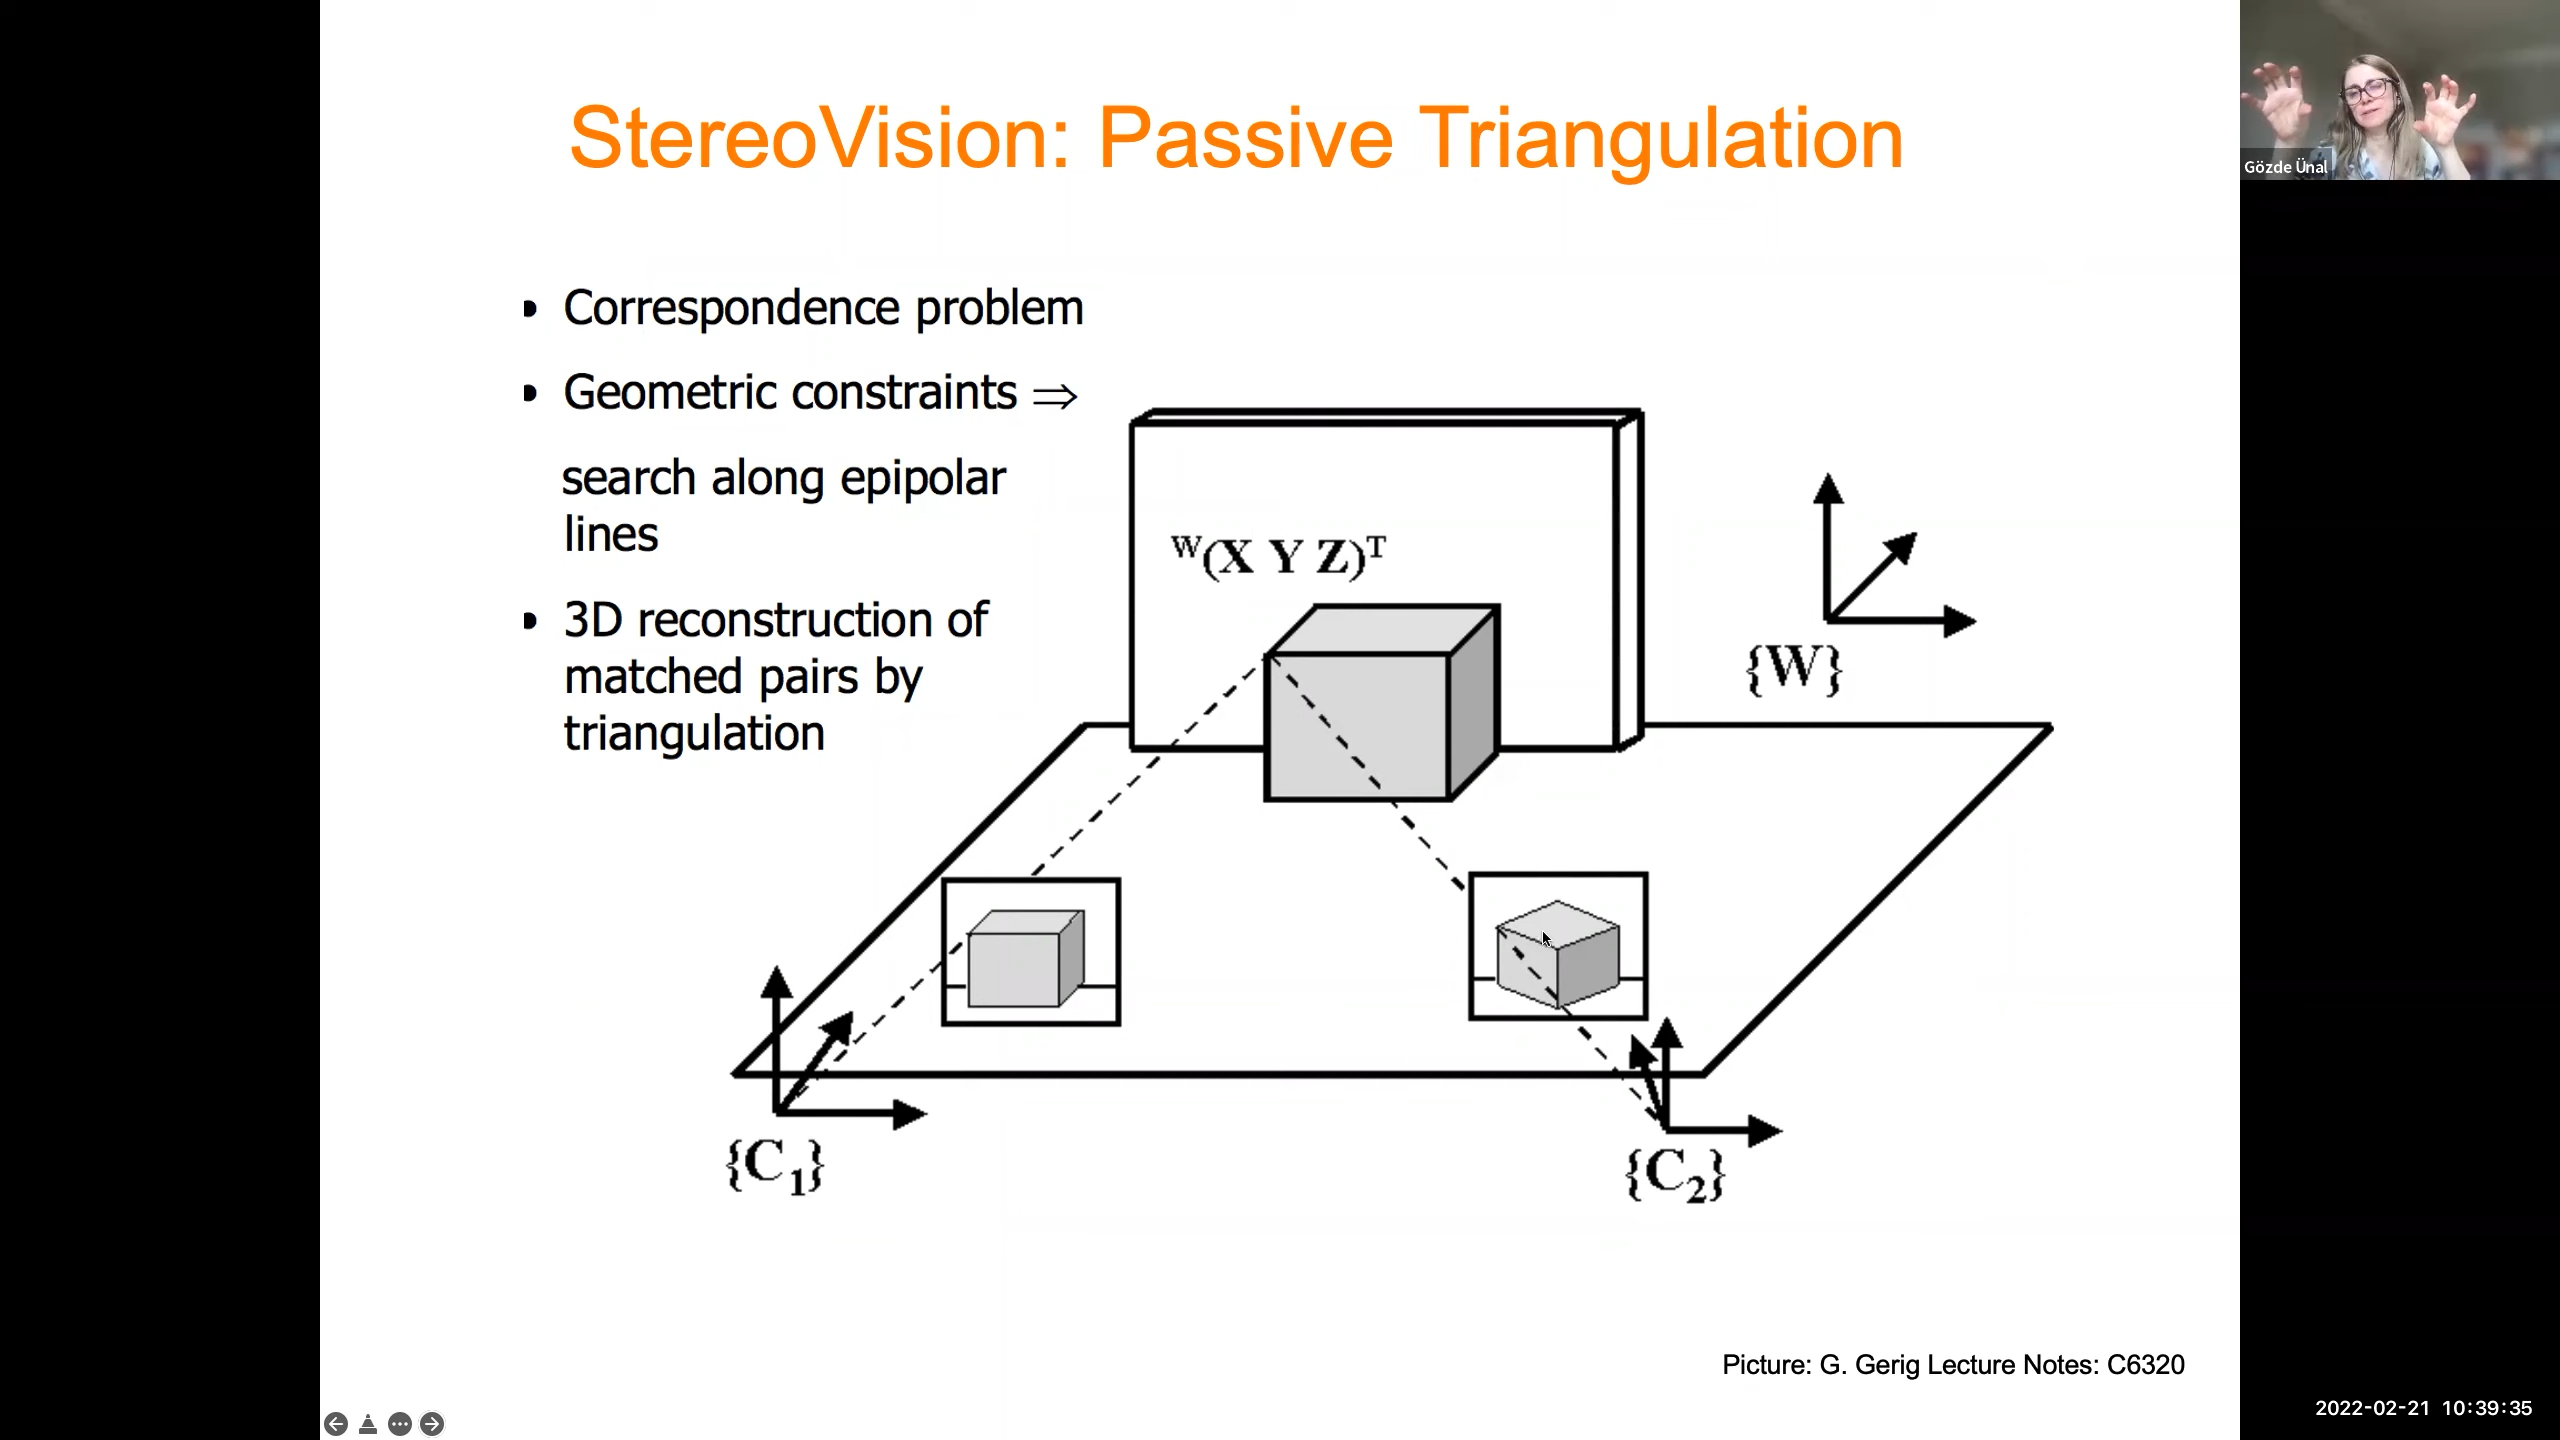 StereoVision: Passive Triangulation
Gözde Ünal
• Correspondence problem
• Geometric constraints ⇒
search along epipolar
lines
• 3D reconstruction of
matched pairs by
triangulation
W(X Y Z)T
{W}
{C1}
{C2}
Picture: G. Gerig Lecture Notes: C6320
2022-02-21 10:39:35